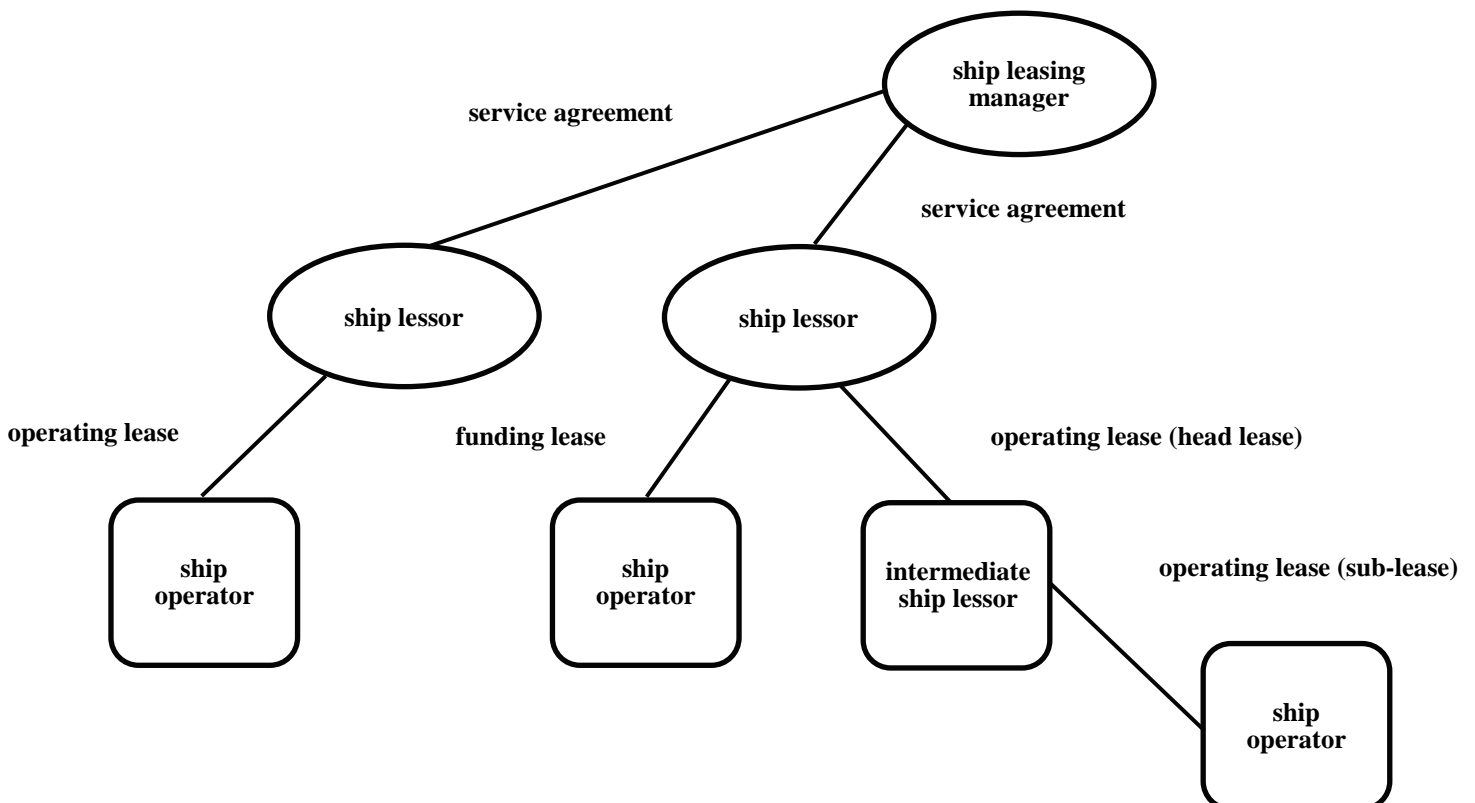 ship leasing
manager
service agreement
service agreement
ship lessor
ship lessor
operating lease
funding lease
operating lease (head lease)
ship
operator
ship
operator
intermediate
ship lessor
operating lease (sub-lease)
ship
operator